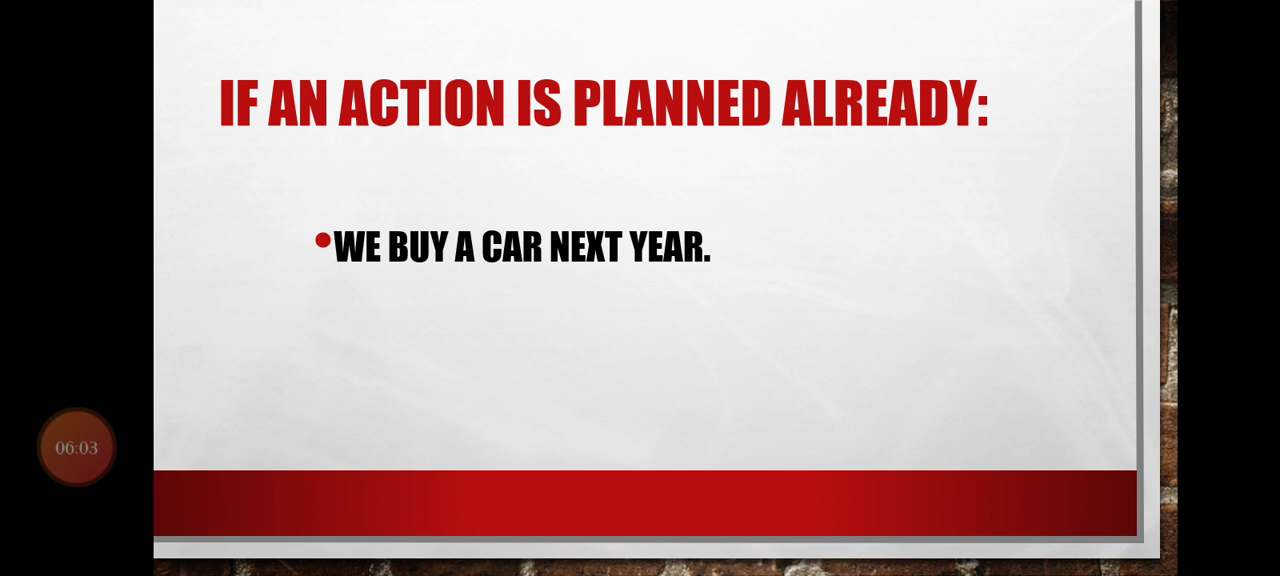 IF AN ACTION IS PLANNED ALREADY:
•WE BUY A CAR NEXT YEAR.
06:03